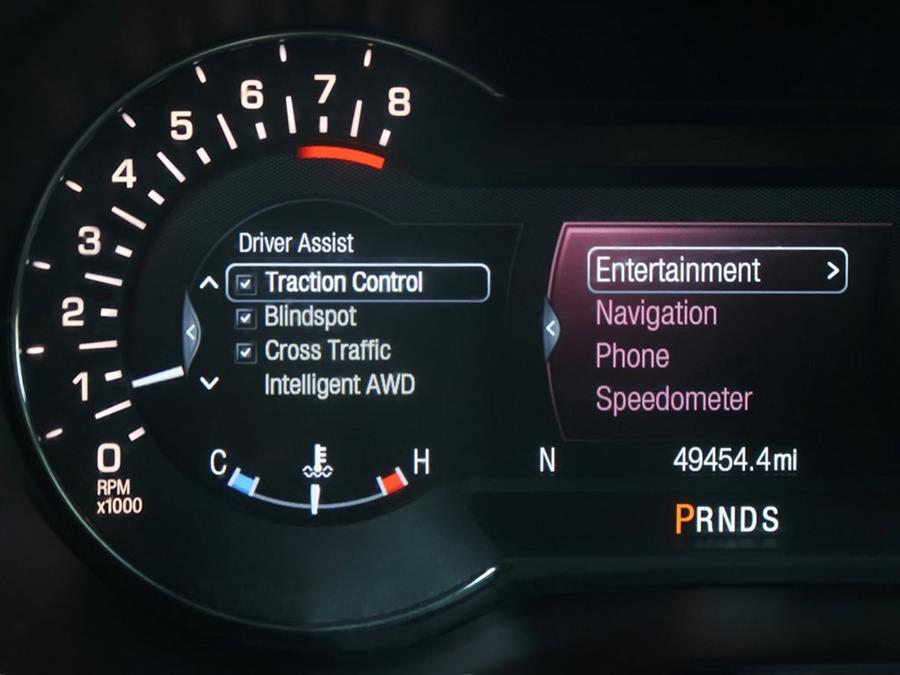 8
7
6
5
4
3
2
1
0
RPM
x1000
Driver Assist
Traction Control
Blindspot
Cross Traffic
Intelligent AWD
C H
Entertainment >
Navigation
Phone
Speedometer
N 49454.4mi
PRNDS